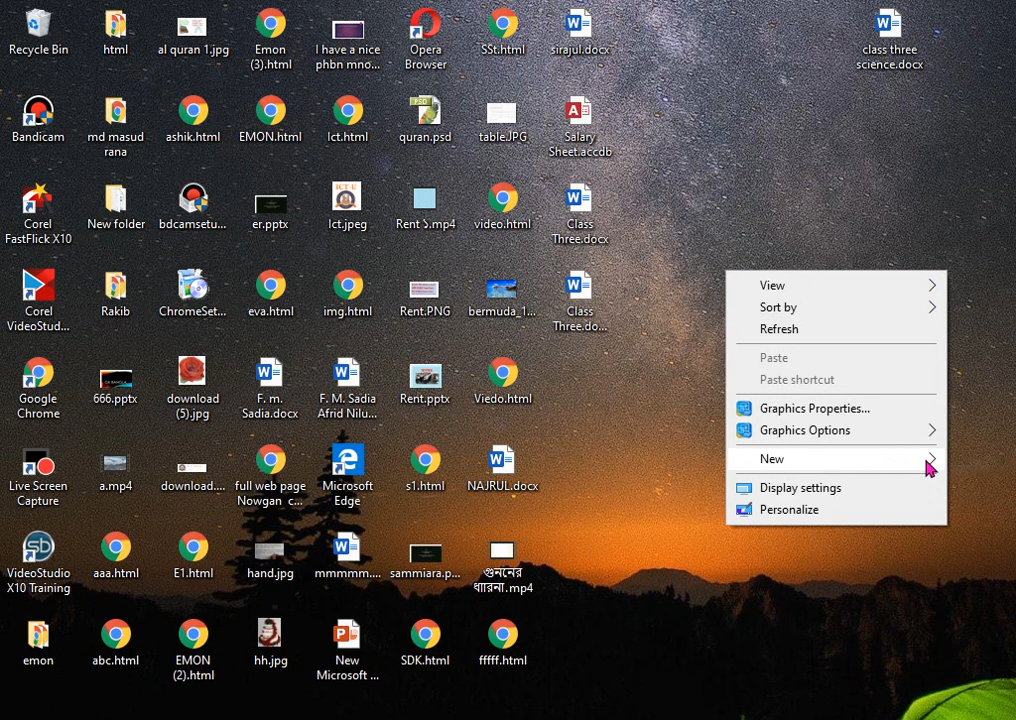 Recycle Bin
html
al quran 1.jpg
Emon
(3).html
I have a nice
phbn mno...
Opera
Browser
SSt.html
sirajul.docx
class three
science.docx
Bandicam
md masud
rana
ashik.html
EMON.html
Ict.html
PSD
quran.psd
table.JPG
Salary
Sheet.accdb
Corel
FastFlick X10
New folder
bdcamsetu...
er.pptx
ICT-U
Ict.jpeg
Rent ১.mp4
video.html
Class
Three.docx
Corel
VideoStud...
Rakib
ChromeSet...
eva.html
img.html
Rent.PNG
bermuda_1...
Class
Three.do...
Google
Chrome
666.pptx
download
(5).jpg
F. m.
Sadia.docx
F. M. Sadia
Afrid Nilu...
Rent.pptx
Viedo.html
Live Screen
Capture
a.mp4
download....
full web page
Nowgan c...
Microsoft
Edge
s1.html
NAJRUL.docx
VideoStudio
X10 Training
aaa.html
E1.html
hand.jpg
mmmmm....
sammiara.p...
গুননের
ধাারনা.mp4
emon
abc.html
EMON
(2).html
hh.jpg
New
Microsoft ...
SDK.html
fffff.html
View
Sort by
Refresh
Paste
Paste shortcut
Graphics Properties...
Graphics Options
New
Display settings
Personalize